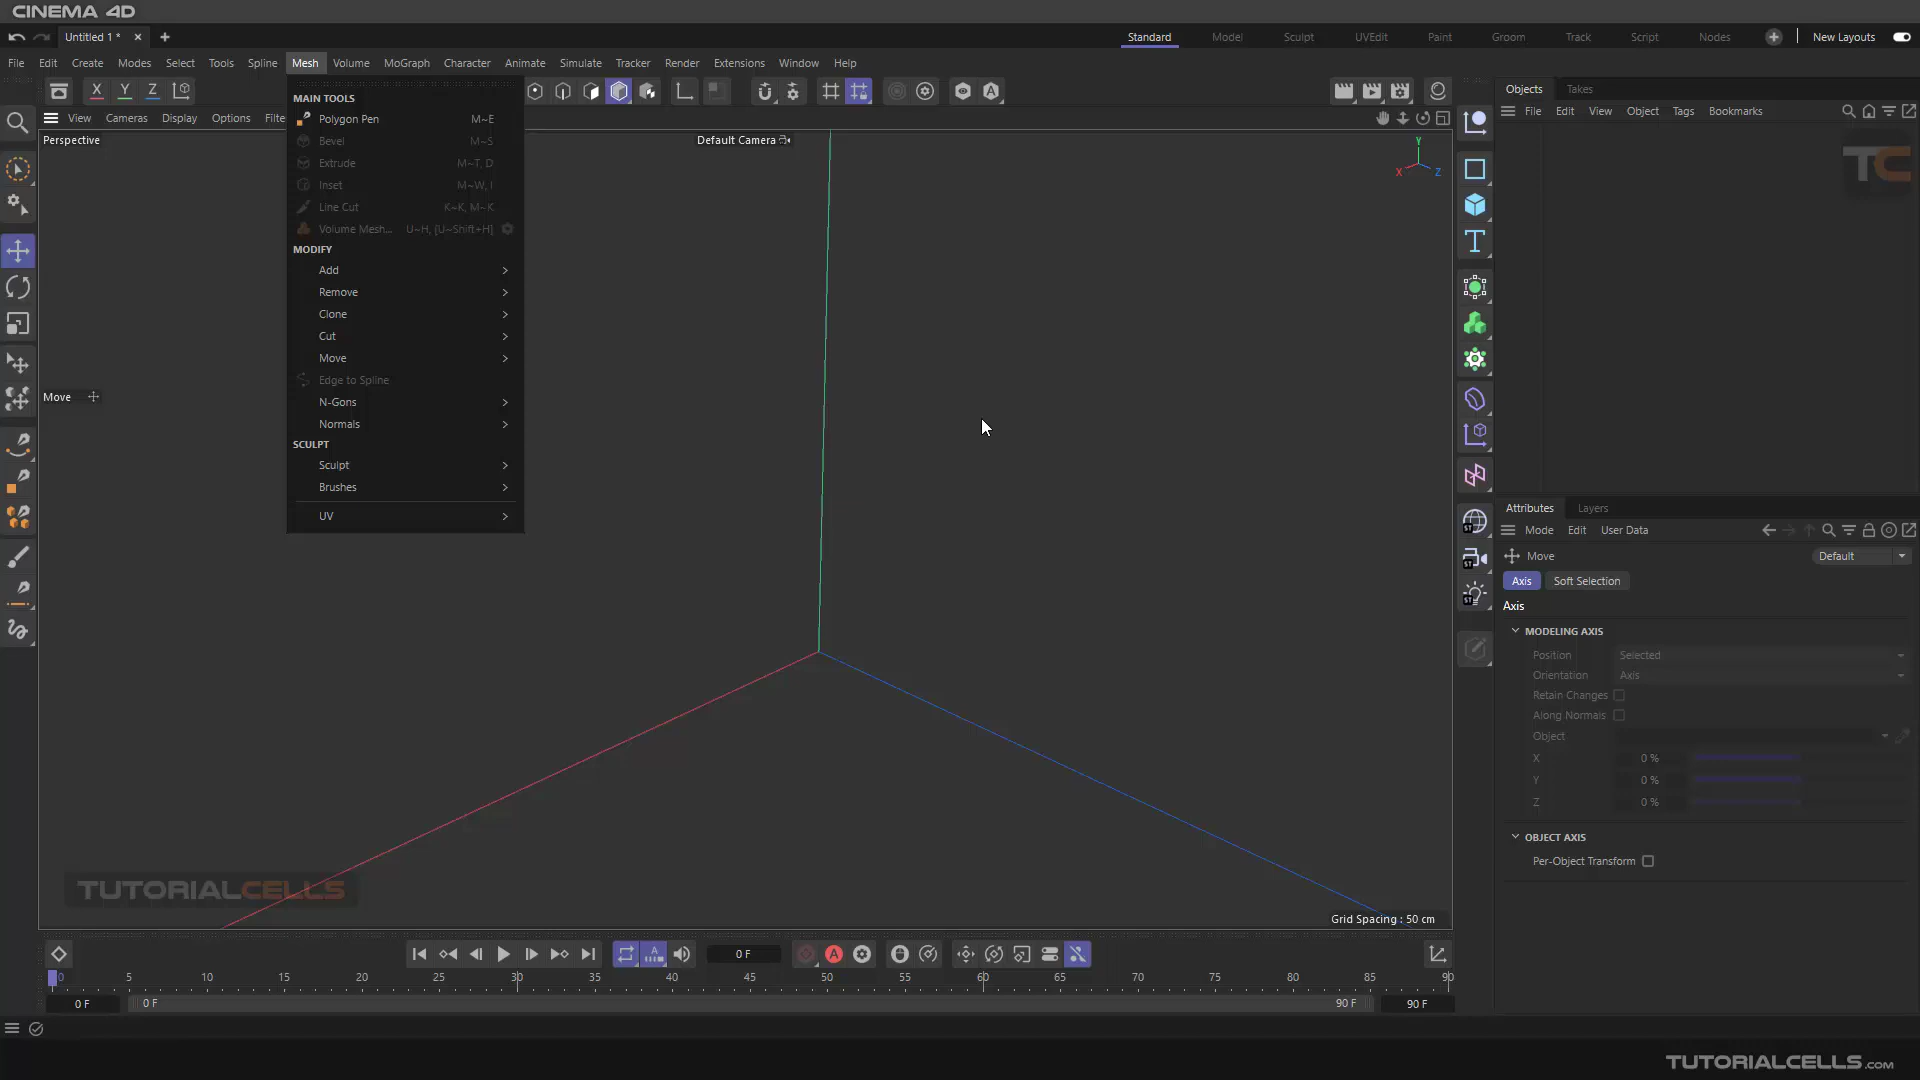 CINEMA 4D
Untitled 1 *
Standard Model Sculpt UVEdit Paint Groom Track Script Nodes New Layouts
File Edit Create Modes Select Tools Spline Mesh Volume MoGraph Character Animate Simulate Tracker Render Extensions Window Help
X Y Z
A
Objects Takes
File Edit View Object Tags Bookmarks
View Cameras Display Options Filte
Perspective
Default Camera
Y
X Z
TC
MAIN TOOLS
Polygon Pen M~E
Bevel M~S
Extrude M~T, D
Inset M~W, I
Line Cut K~K, M~K
Volume Mesh... U~H, [U~Shift+H]
MODIFY
Add
Remove
Clone
Cut
Move
Edge to Spline
N-Gons
Normals
SCULPT
Sculpt
Brushes
UV
Move
T
ST
ST
ST
Attributes Layers
Mode Edit User Data
Move Default
Axis Soft Selection
Axis
MODELING AXIS
Position Selected
Orientation Axis
Retain Changes
Along Normals
Object
X 0 %
Y 0 %
Z 0 %
OBJECT AXIS
Per-Object Transform
TUTORIALCELLS
Grid Spacing : 50 cm
A
0 F
A
0 5 10 15 20 25 30 35 40 45 50 55 60 65 70 75 80 85 90
0 F 0 F 90 F 90 F
TUTORIALCELLS.COM